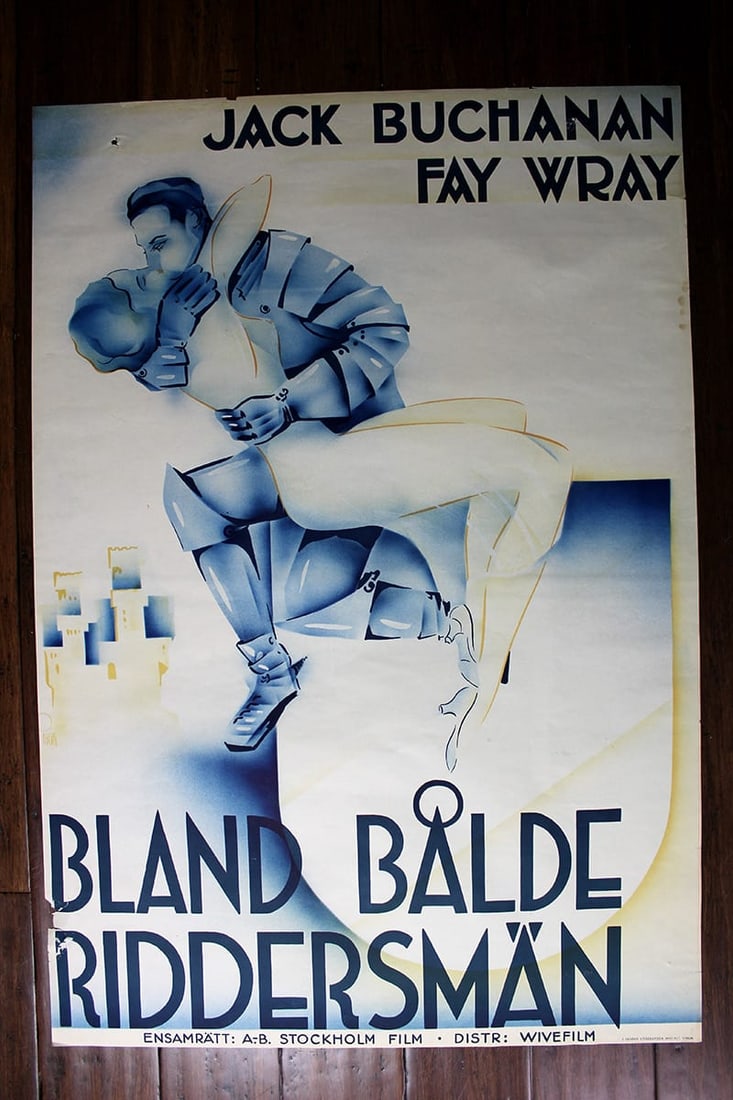 JACK BUCHANAN
FAY WRAY
BLAND BÅLDE
RIDDERSMÄN
ENSAMRÄTT: A.-B. STOCKHOLM FILM · DISTR: WIVEFILM